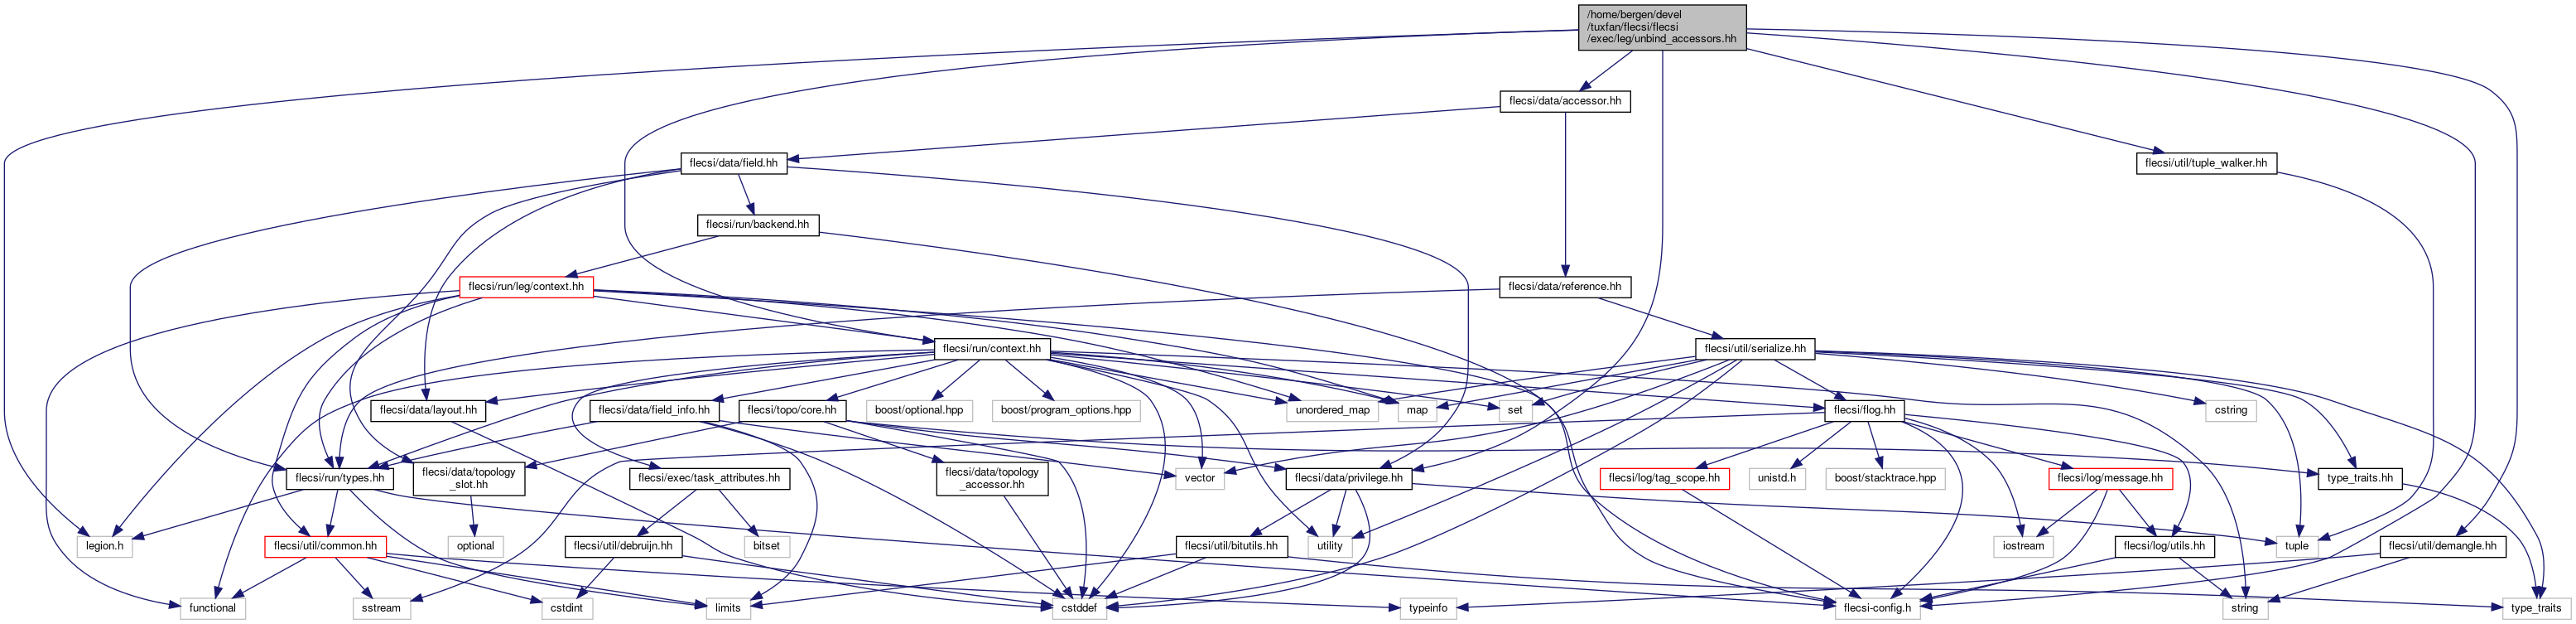 /home/bergen/devel
/tuxfan/flecsi/flecsi
/exec/leg/unbind_accessors.hh
flecsi/data/accessor.hh
flecsi/data/field.hh
flecsi/util/tuple_walker.hh
flecsi/run/backend.hh
flecsi/run/leg/context.hh
flecsi/data/reference.hh
flecsi/run/context.hh
flecsi/util/serialize.hh
flecsi/data/layout.hh
flecsi/data/field_info.hh
flecsi/topo/core.hh
boost/optional.hpp
boost/program_options.hpp
unordered_map
map
set
flecsi/flog.hh
cstring
flecsi/run/types.hh
flecsi/data/topology
_slot.hh
flecsi/exec/task_attributes.hh
flecsi/data/topology
_accessor.hh
vector
flecsi/data/privilege.hh
flecsi/log/tag_scope.hh
unistd.h
boost/stacktrace.hpp
flecsi/log/message.hh
type_traits.hh
legion.h
flecsi/util/common.hh
optional
flecsi/util/debruijn.hh
bitset
flecsi/util/bitutils.hh
utility
iostream
flecsi/log/utils.hh
tuple
flecsi/util/demangle.hh
functional
sstream
cstdint
limits
cstddef
typeinfo
flecsi-config.h
string
type_traits